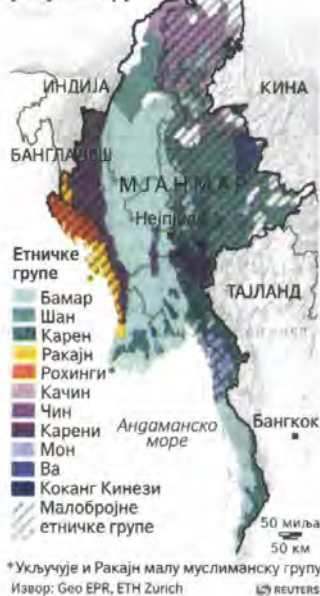 ИНДИЈА
КИНА
БАНГЛАДЕШ
МЈАНМАР
Нејпјидо
Етничке
групе
Бамар
Шан
Карен
Ракајн
Рохинги*
Качин
Чин
Карени
Мон
Ва
Коканг Кинези
Малобројне
етничке групе
ТАЈЛАНД
Андаманско
море
Бангкок
50 миља
50 км
*Укључује и Ракајн малу муслиманску групу
Извор: Geo EPR, ETH Zurich
REUTERS